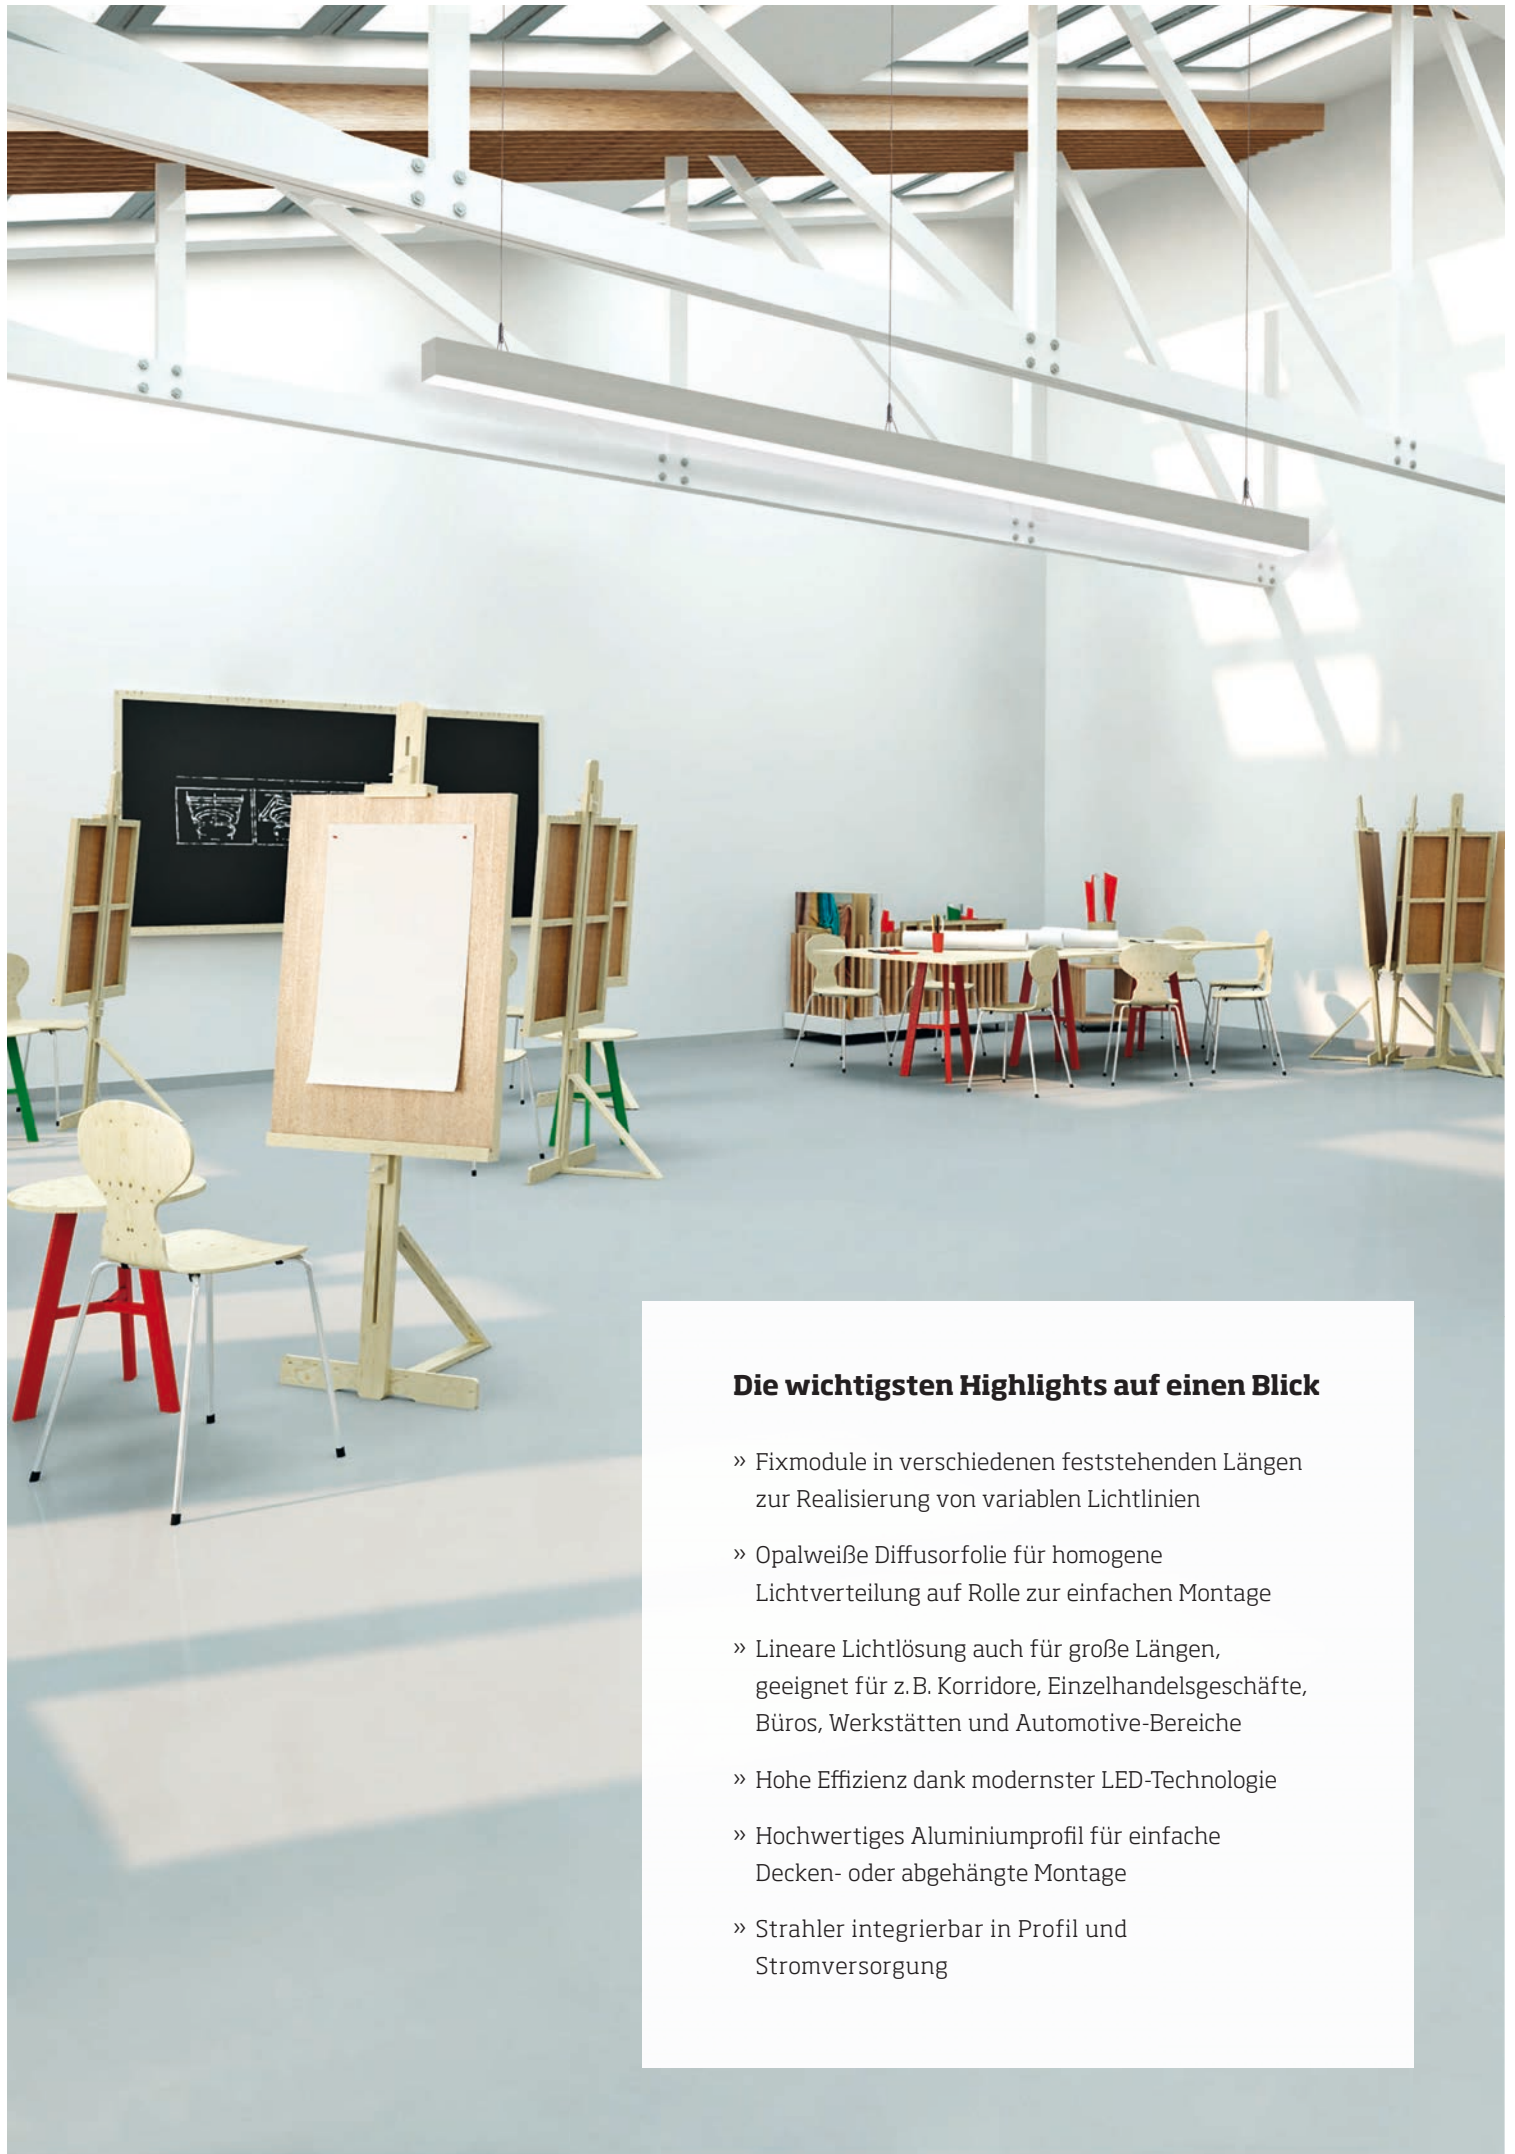 Die wichtigsten Highlights auf einen Blick
» Fixmodule in verschiedenen feststehenden Längen
zur Realisierung von variablen Lichtlinien
» Opalweiße Diffusorfolie für homogene
Lichtverteilung auf Rolle zur einfachen Montage
» Lineare Lichtlösung auch für große Längen,
geeignet für z. B. Korridore, Einzelhandelsgeschäfte,
Büros, Werkstätten und Automotive-Bereiche
» Hohe Effizienz dank modernster LED-Technologie
» Hochwertiges Aluminiumprofil für einfache
Decken- oder abgehängte Montage
» Strahler integrierbar in Profil und
Stromversorgung